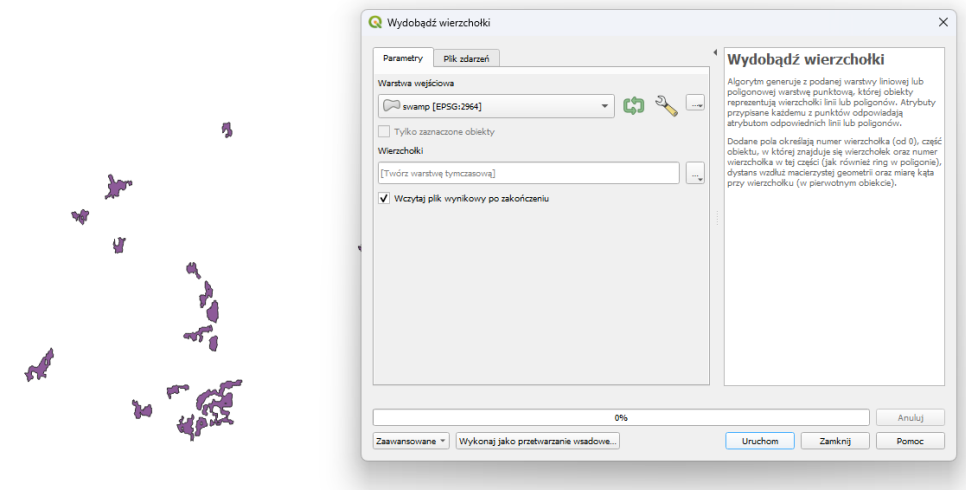 Wydobądź wierzchołki
Parametry
Plik zdarzeń
Warstwa wejściowa
swamp [EPSG:2964]
Tylko zaznaczone obiekty
Wierzchołki
[Twórz warstwę tymczasową]
Wczytaj plik wynikowy po zakończeniu
Wydobądź wierzchołki
Algorytm generuje z podanej warstwy liniowej lub
poligonowej warstwę punktową, której obiekty
reprezentują wierzchołki linii lub poligonów. Atrybuty
przypisane każdemu z punktów odpowiadają
atrybutom odpowiednich linii lub poligonów.
Dodane pola określają numer wierzchołka (od 0), część
obiektu, w której znajduje się wierzchołek oraz numer
wierzchołka w tej części (jak również ring w poligonie),
dystans wzdłuż macierzystej geometrii oraz miarę kąta
przy wierzchołku (w pierwotnym obiekcie).
0%
Anuluj
Zaawansowane
Wykonaj jako przetwarzanie wsadowe...
Uruchom
Zamknij
Pomoc